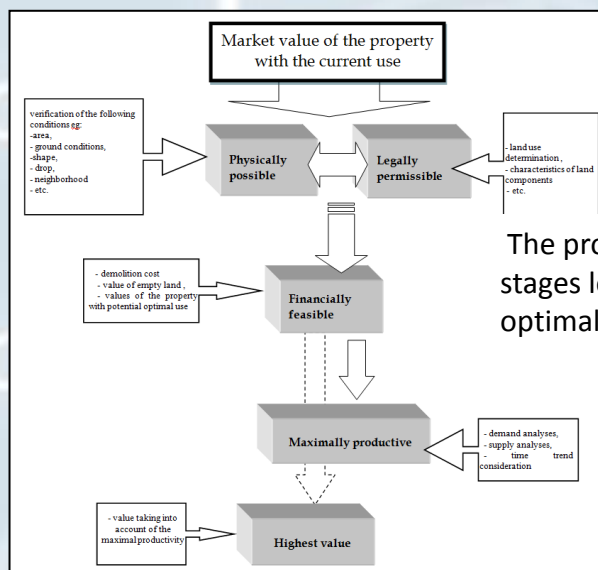 Market value of the property
with the current use
verification of the following
conditions eg:
-area,
- ground conditions,
-shape,
- drop,
- neighborhood
- etc.
Physically
possible
Legally
permissible
- land use
determination ,
- characteristics of land
components
- etc.
The pro
stages l
optimal
- demolition cost
- value of empty land ,
- values of the property
with potential optimal use
Financially
feasible
Maximally productive
- demand analyses,
- supply analyses,
- time trend
consideration
- value taking into
account of the
maximal productivity
Highest value